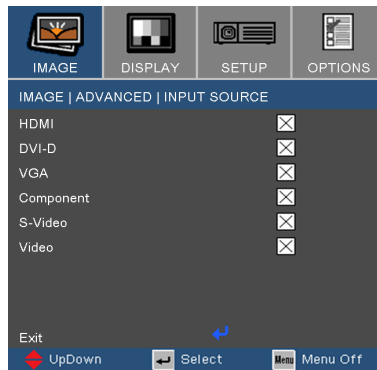 IMAGE DISPLAY SETUP OPTIONS
IMAGE | ADVANCED | INPUT SOURCE
HDMI
DVI-D
VGA
Component
S-Video
Video
Exit
UpDown Select Menu Menu Off